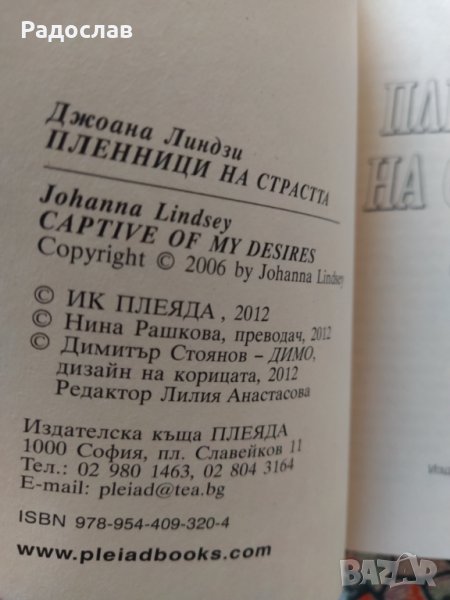 Радослав
Джоана Линдзи
ПЛЕННИЦИ НА СТРАСТТА
Johanna Lindsey
CAPTIVE OF MY DESIRES
Copyright © 2006 by Johanna Lindsey
© ИК ПЛЕЯДА, 2012
© Нина Рашкова, преводач, 2012
© Димитър Стоянов – ДИМО,
дизайн на корицата, 2012
Редактор Лилия Анастасова
Издателска къща ПЛЕЯДА
1000 София, пл. Славейков 11
Тел.: 02 980 1463, 02 804 3164
E-mail: pleiad@tea.bg
ISBN 978-954-409-320-4
www.pleiadbooks.com
НА
bazar